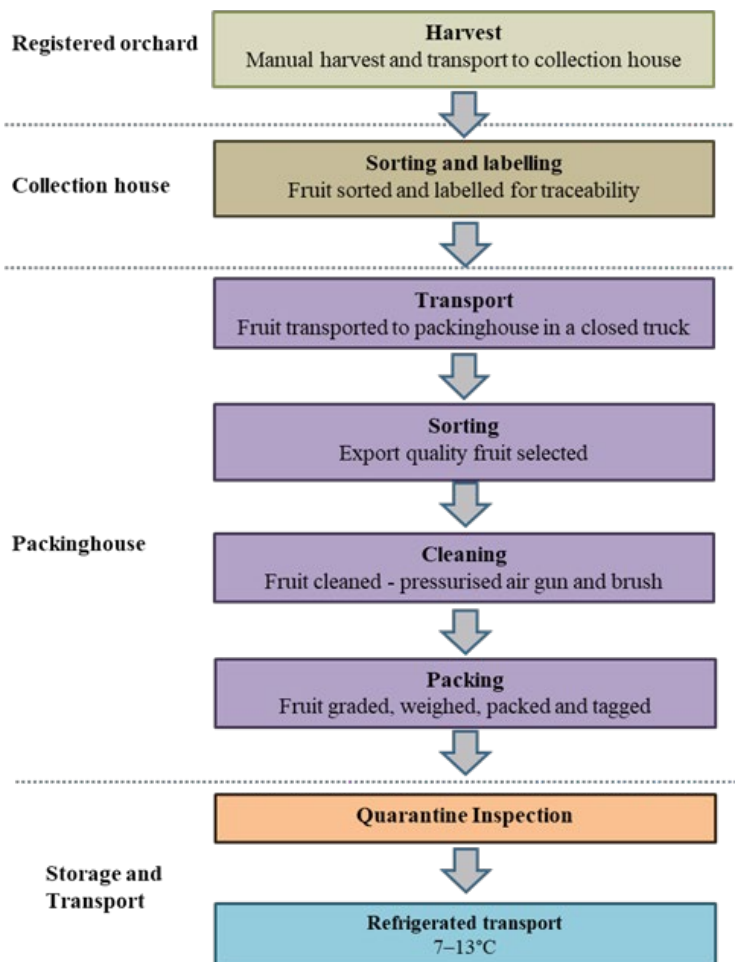 Registered orchard
Harvest
Manual harvest and transport to collection house
Collection house
Sorting and labelling
Fruit sorted and labelled for traceability
Transport
Fruit transported to packinghouse in a closed truck
Sorting
Export quality fruit selected
Packinghouse
Cleaning
Fruit cleaned - pressurised air gun and brush
Packing
Fruit graded, weighed, packed and tagged
Storage and
Transport
Quarantine Inspection
Refrigerated transport
7–13°C